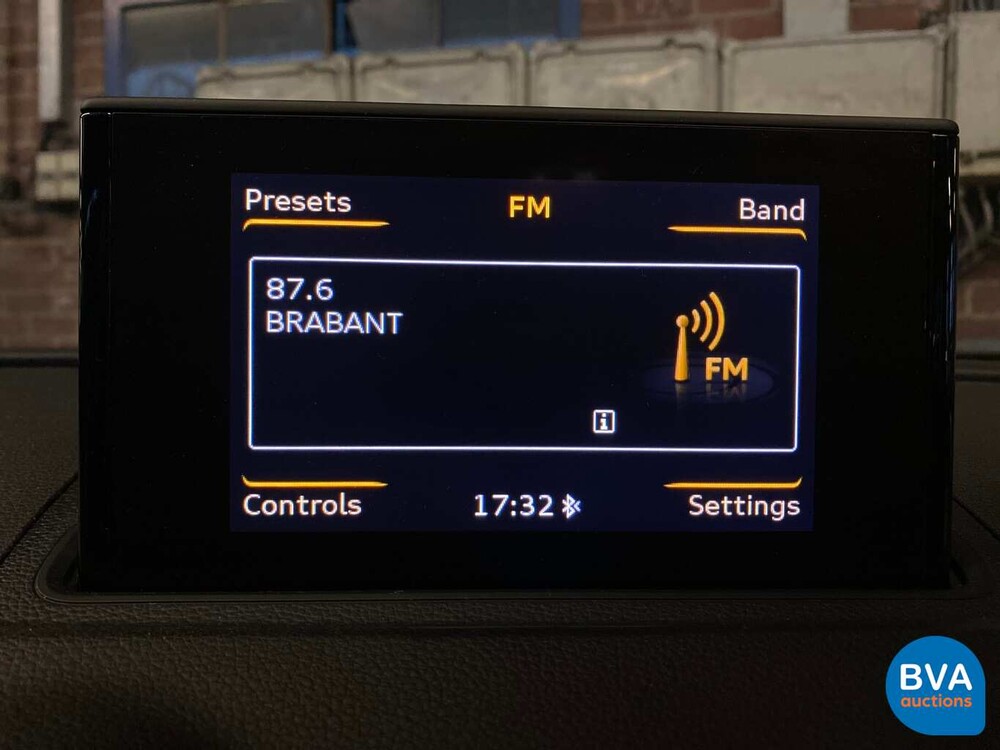 Presets
FM
Band
87.6
BRABANT
FM
i
Controls
17:32
Settings
BVA
auctions